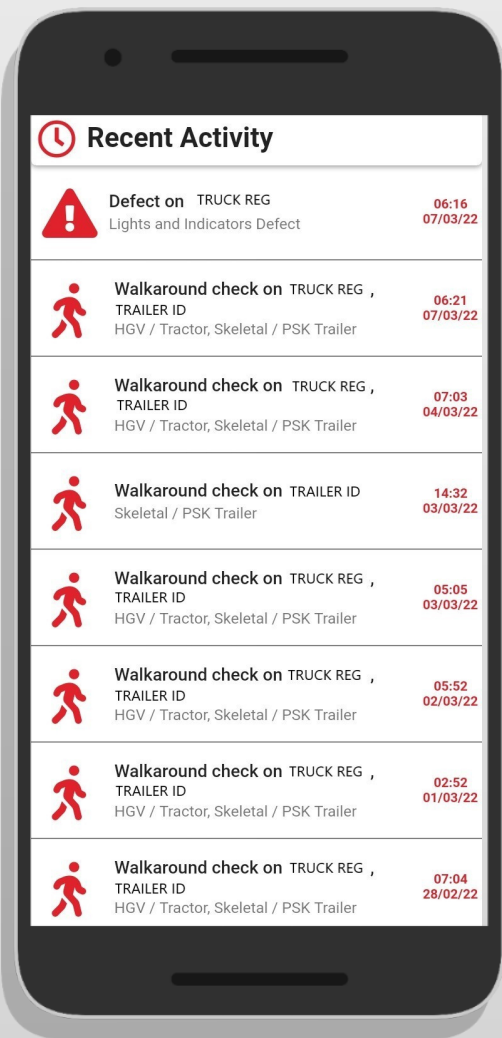 Recent Activity
Defect on TRUCK REG
Lights and Indicators Defect
06:16
07/03/22
Walkaround check on TRUCK REG ,
TRAILER ID
HGV / Tractor, Skeletal / PSK Trailer
06:21
07/03/22
Walkaround check on TRUCK REG ,
TRAILER ID
HGV / Tractor, Skeletal / PSK Trailer
07:03
04/03/22
Walkaround check on TRAILER ID
Skeletal / PSK Trailer
14:32
03/03/22
Walkaround check on TRUCK REG ,
TRAILER ID
HGV / Tractor, Skeletal / PSK Trailer
05:05
03/03/22
Walkaround check on TRUCK REG ,
TRAILER ID
HGV / Tractor, Skeletal / PSK Trailer
05:52
02/03/22
Walkaround check on TRUCK REG ,
TRAILER ID
HGV / Tractor, Skeletal / PSK Trailer
02:52
01/03/22
Walkaround check on TRUCK REG ,
TRAILER ID
HGV / Tractor, Skeletal / PSK Trailer
07:04
28/02/22